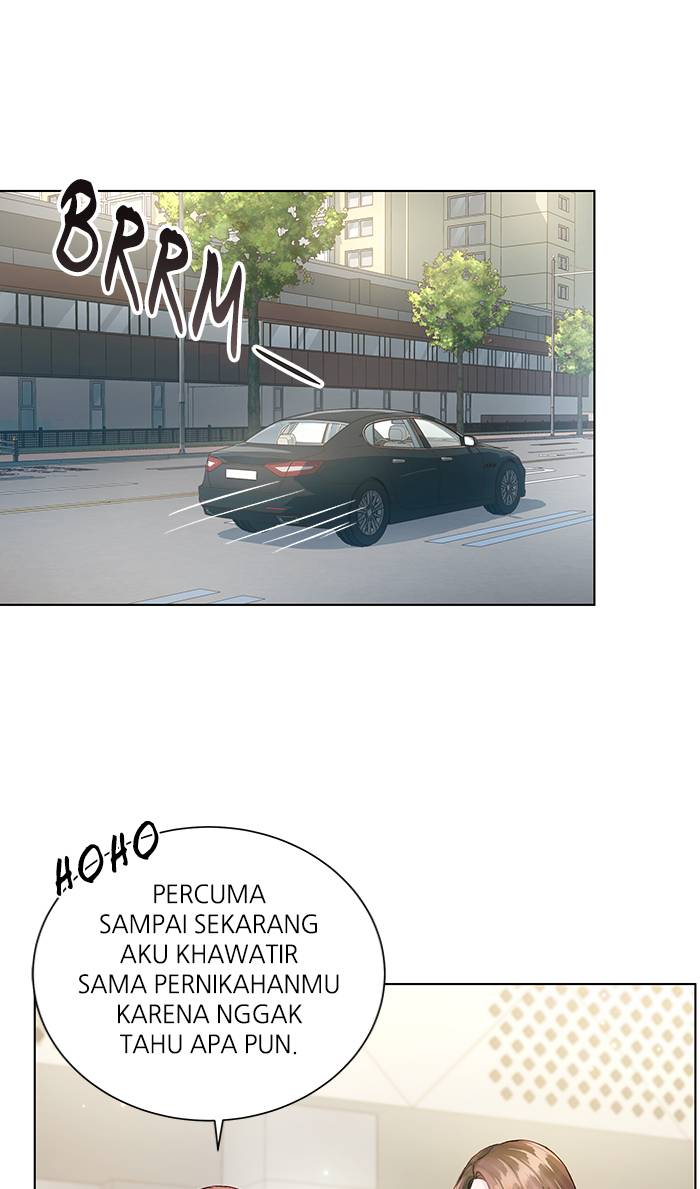 BRRM
HOHO
PERCUMA
SAMPAI SEKARANG
AKU KHAWATIR
SAMA PERNIKAHANMU
KARENA NGGAK
TAHU APA PUN.